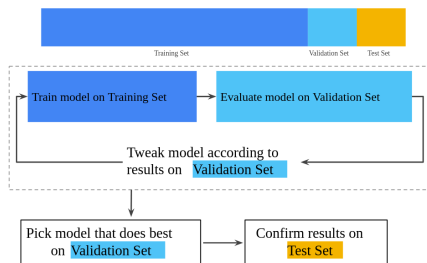 Training Set
Validation Set
Test Set
Train model on Training Set
Evaluate model on Validation Set
Tweak model according to
results on Validation Set
Pick model that does best
on Validation Set
Confirm results on
Test Set